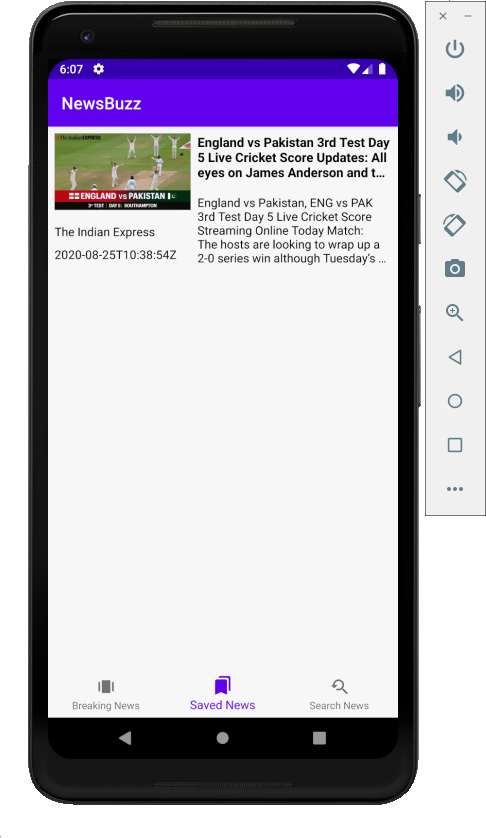 6:07
NewsBuzz
The Indian EXPRESS
ENGLAND vs PAKISTAN
3RD TEST | DAY 5: SOUTHAMPTON
England vs Pakistan 3rd Test Day
5 Live Cricket Score Updates: All
eyes on James Anderson and t…
England vs Pakistan, ENG vs PAK
3rd Test Day 5 Live Cricket Score
Streaming Online Today Match:
The hosts are looking to wrap up a
2-0 series win although Tuesday’s …
The Indian Express
2020-08-25T10:38:54Z
Breaking News
Saved News
Search News